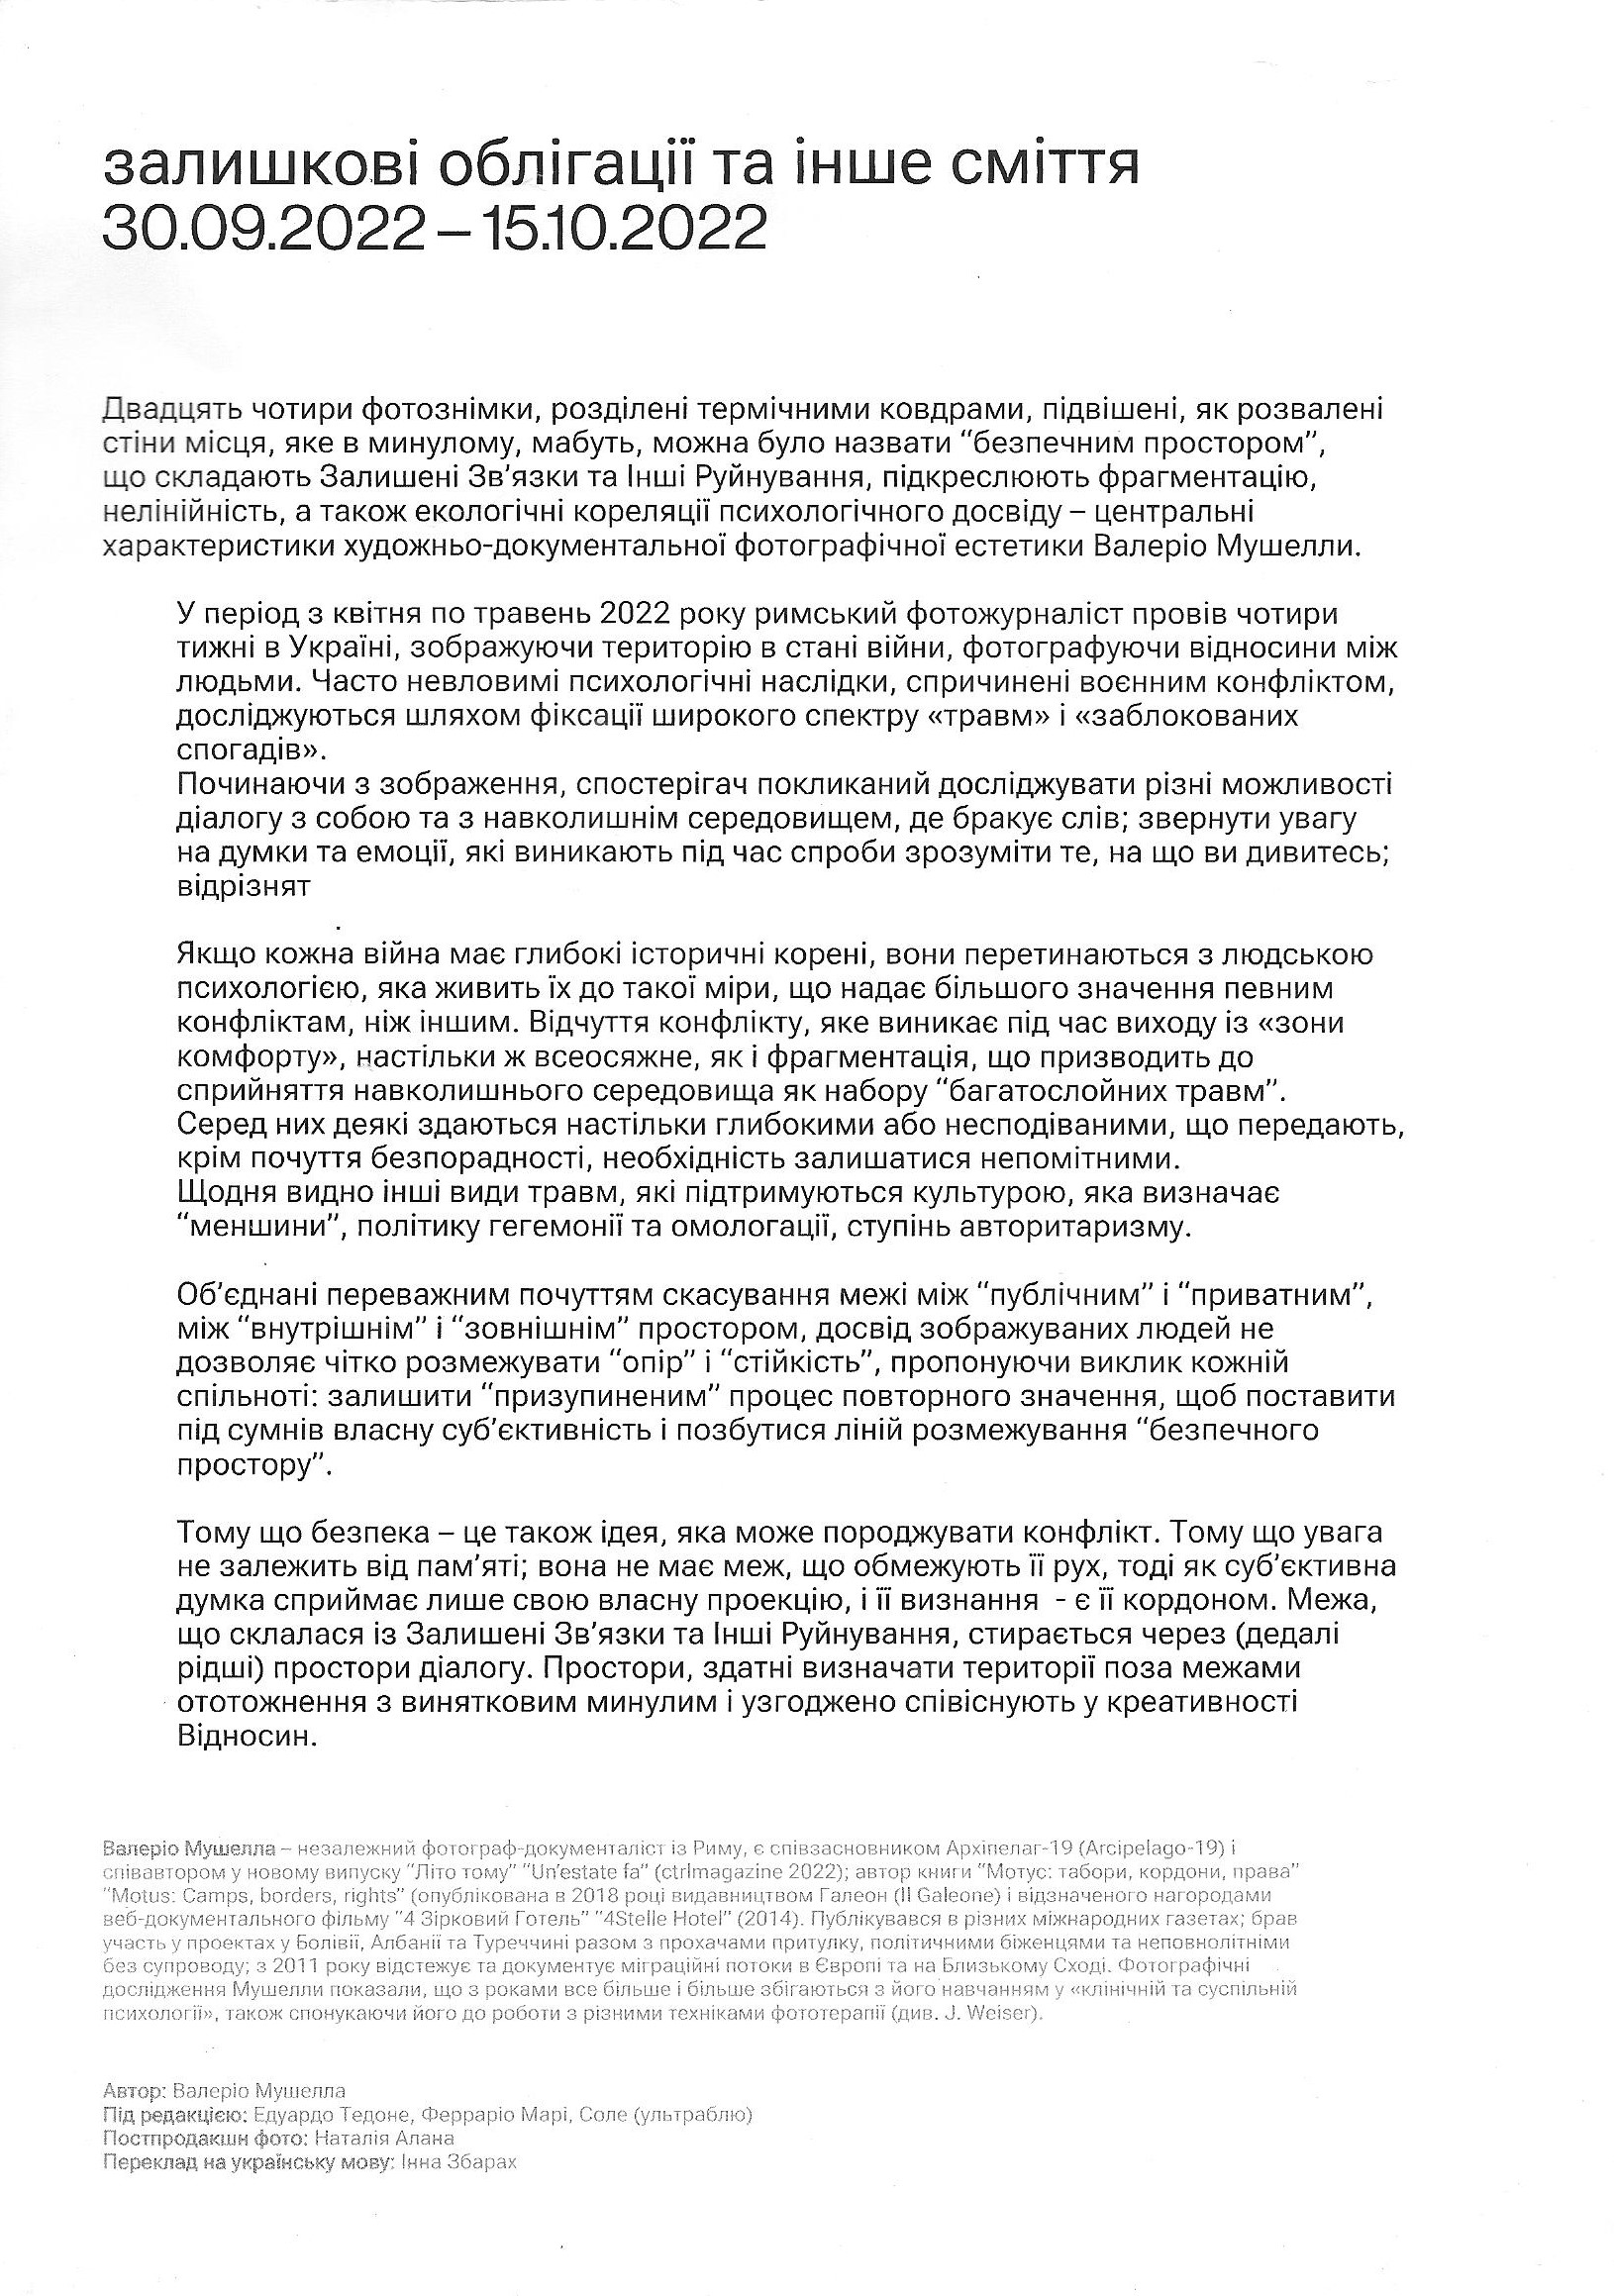 залишкові облігації та інше сміття
30.09.2022 – 15.10.2022
Двадцять чотири фотознімки, розділені термічними ковдрами, підвішені, як розвалені
стіни місця, яке в минулому, мабуть, можна було назвати “безпечним простором”,
що складають Залишені Зв’язки та Інші Руйнування, підкреслюють фрагментацію,
нелінійність, а також екологічні кореляції психологічного досвіду – центральні
характеристики художньо-документальної фотографічної естетики Валеріо Мушелли.
У період з квітня по травень 2022 року римський фотожурналіст провів чотири
тижні в Україні, зображуючи територію в стані війни, фотографуючи відносини між
людьми. Часто невловимі психологічні наслідки, спричинені воєнним конфліктом,
досліджуються шляхом фіксації широкого спектру «травм» і «заблокованих
спогадів».
Починаючи з зображення, спостерігач покликаний досліджувати різні можливості
діалогу з собою та з навколишнім середовищем, де бракує слів; звернути увагу
на думки та емоції, які виникають під час спроби зрозуміти те, на що ви дивитесь;
відрізнят
Якщо кожна війна має глибокі історичні корені, вони перетинаються з людською
психологією, яка живить їх до такої міри, що надає більшого значення певним
конфліктам, ніж іншим. Відчуття конфлікту, яке виникає під час виходу із «зони
комфорту», настільки ж всеосяжне, як і фрагментація, що призводить до
сприйняття навколишнього середовища як набору “багатослойних травм”.
Серед них деякі здаються настільки глибокими або несподіваними, що передають,
крім почуття безпорадності, необхідність залишатися непомітними.
Щодня видно інші види травм, які підтримуються культурою, яка визначає
“меншини”, політику гегемонії та омологації, ступінь авторитаризму.
Об’єднані переважним почуттям скасування межі між “публічним” і “приватним”,
між “внутрішнім” і “зовнішнім” простором, досвід зображуваних людей не
дозволяє чітко розмежувати “опір” і “стійкість”, пропонуючи виклик кожній
спільноті: залишити “призупиненим” процес повторного значення, щоб поставити
під сумнів власну суб’єктивність і позбутися ліній розмежування “безпечного
простору”.
Тому що безпека – це також ідея, яка може породжувати конфлікт. Тому що увага
не залежить від пам’яті; вона не має меж, що обмежують її рух, тоді як суб’єктивна
думка сприймає лише свою власну проекцію, і її визнання - є її кордоном. Межа,
що склалася із Залишені Зв’язки та Інші Руйнування, стирається через (дедалі
рідші) простори діалогу. Простори, здатні визначати території поза межами
ототожнення з винятковим минулим і узгоджено співіснують у креативності
Відносин.
Валеріо Мушелла – незалежний фотограф-документаліст із Риму, є співзасновником Архіпелаг-19 (Arcipelago-19) і
співавтором у новому випуску “Літо тому” “Un’estate fa” (ctrlmagazine 2022); автор книги “Мотус: табори, кордони, права”
“Motus: Camps, borders, rights” (опублікована в 2018 році видавництвом Галеон (Il Galeone) і відзначеного нагородами
веб-документального фільму “4 Зірковий Готель” “4Stelle Hotel” (2014). Публікувався в різних міжнародних газетах; брав
участь у проектах у Болівії, Албанії та Туреччині разом з прохачами притулку, політичними біженцями та неповнолітніми
без супроводу; з 2011 року відстежує та документує міграційні потоки в Європі та на Близькому Сході. Фотографічні
дослідження Мушелли показали, що з роками все більше і більше збігаються з його навчанням у «клінічній та суспільній
психології», також спонукаючи його до роботи з різними техніками фототерапії (див. J. Weiser).
Автор: Валеріо Мушелла
Під редакцією: Едуардо Тедоне, Ферраріо Марі, Соле (ультраблю)
Постпродакшн фото: Наталія Алана
Переклад на українську мову: Інна Збарах